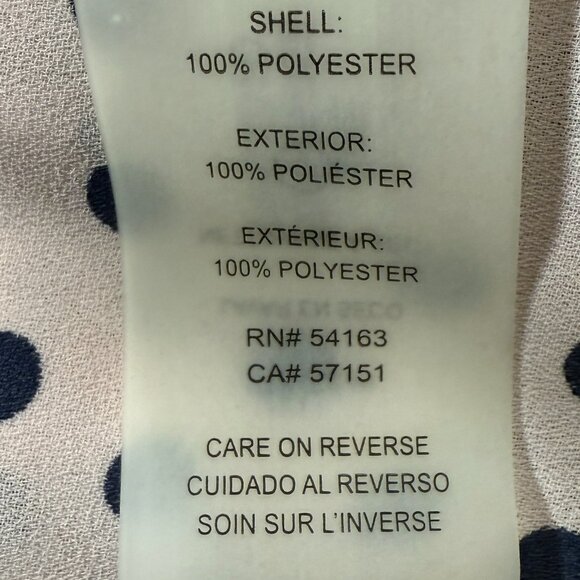 SHELL:
100% POLYESTER
EXTERIOR:
100% POLIÉSTER
EXTÉRIEUR:
100% POLYESTER
RN# 54163
CA# 57151
CARE ON REVERSE
CUIDADO AL REVERSO
SOIN SUR L'INVERSE